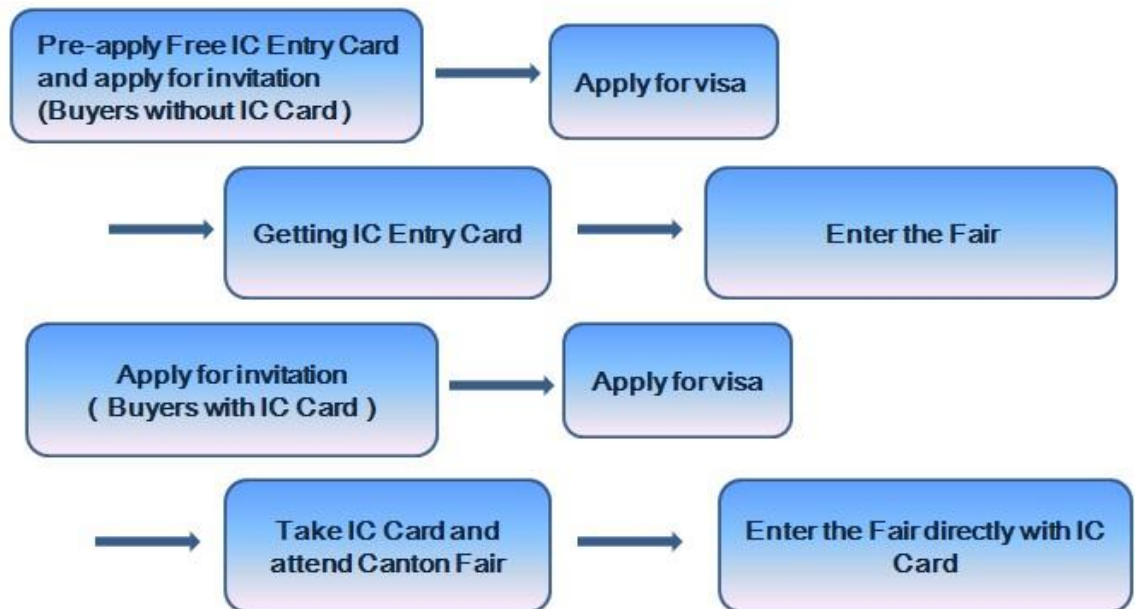 Pre-apply Free IC Entry Card
and apply for invitation
(Buyers without IC Card )
Apply for visa
Getting IC Entry Card
Enter the Fair
Apply for invitation
( Buyers with IC Card )
Apply for visa
Take IC Card and
attend Canton Fair
Enter the Fair directly with IC
Card